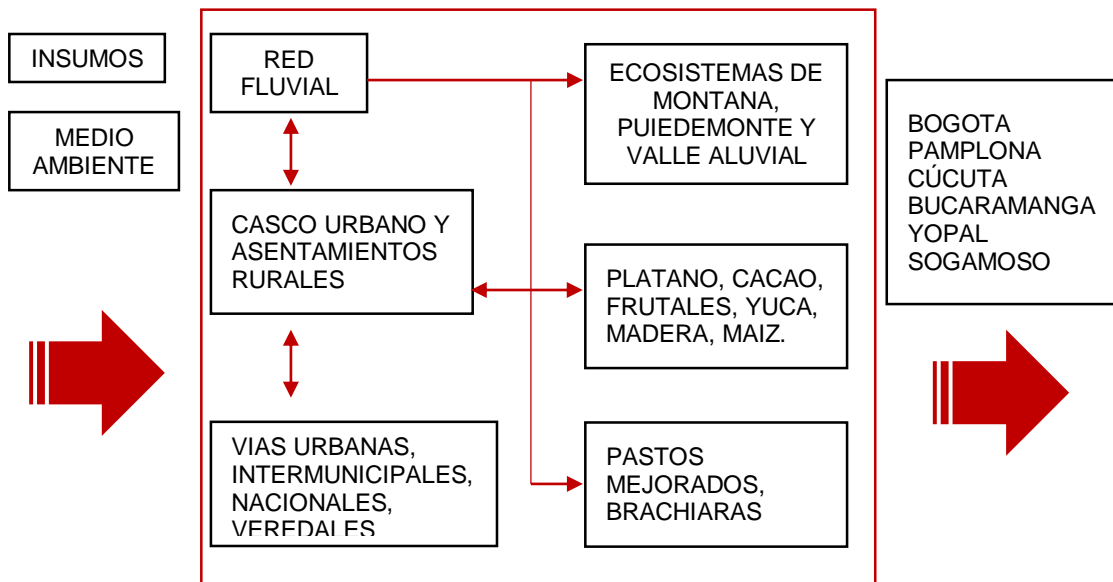 INSUMOS
MEDIO
AMBIENTE
RED
FLUVIAL
CASCO URBANO Y
ASENTAMIENTOS
RURALES
VIAS URBANAS,
INTERMUNICIPALES,
NACIONALES,
VEREDALES
ECOSISTEMAS DE
MONTANA,
PUIEDEMONTE Y
VALLE ALUVIAL
PLATANO, CACAO,
FRUTALES, YUCA,
MADERA, MAIZ.
PASTOS
MEJORADOS,
BRACHIARAS
BOGOTA
PAMPLONA
CÚCUTA
BUCARAMANGA
YOPAL
SOGAMOSO